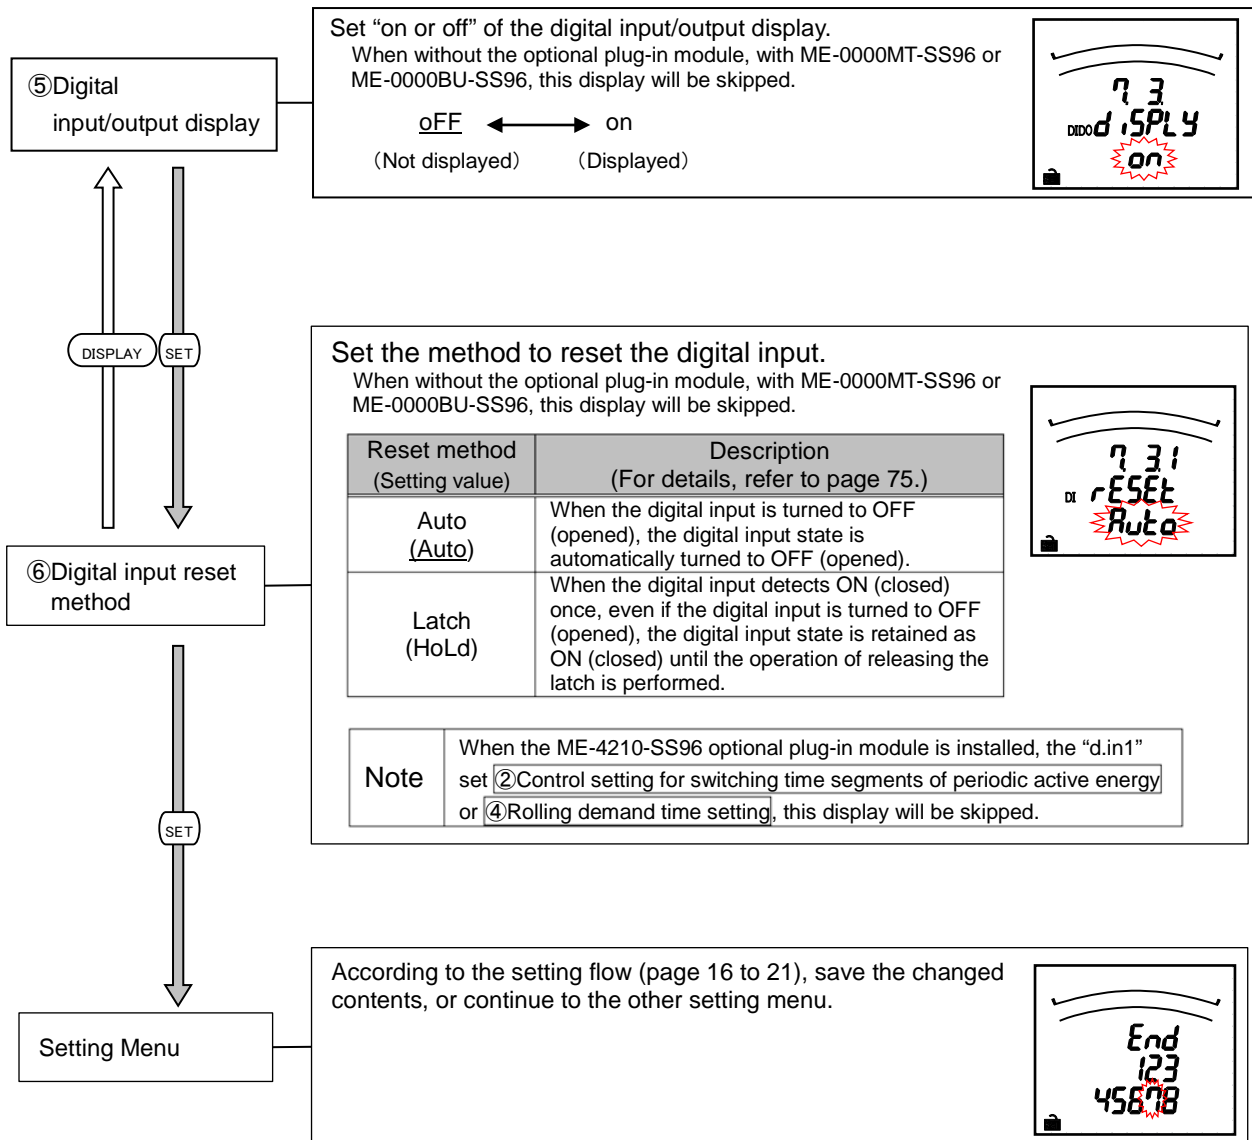 ⑤Digital
input/output display
Set “on or off” of the digital input/output display.
When without the optional plug-in module, with ME-0000MT-SS96 or
ME-0000BU-SS96, this display will be skipped.
oFF on
(Not displayed) (Displayed)
7. 3.
DIDO diSPLY
on
DISPLAY SET
⑥Digital input reset
method
Set the method to reset the digital input.
When without the optional plug-in module, with ME-0000MT-SS96 or
ME-0000BU-SS96, this display will be skipped.
Reset method
(Setting value)
Description
(For details, refer to page 75.)
Auto
(Auto)
When the digital input is turned to OFF
(opened), the digital input state is
automatically turned to OFF (opened).
Latch
(HoLd)
When the digital input detects ON (closed)
once, even if the digital input is turned to OFF
(opened), the digital input state is retained as
ON (closed) until the operation of releasing the
latch is performed.
7. 3.1
DI rESEt
Auto
Note
When the ME-4210-SS96 optional plug-in module is installed, the “d.in1”
set ②Control setting for switching time segments of periodic active energy
or ④Rolling demand time setting, this display will be skipped.
SET
Setting Menu
According to the setting flow (page 16 to 21), save the changed
contents, or continue to the other setting menu.
End
123
45678